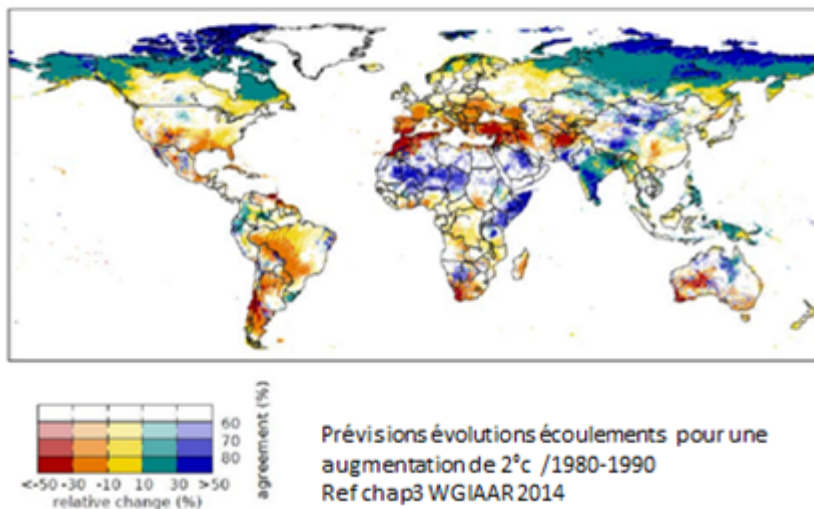 60
70
80
agreement (%)
<-50 -30 -10 10 30 >50
relative change (%)
Prévisions évolutions écoulements pour une
augmentation de 2°c /1980-1990
Ref chap3 WGIAAR 2014